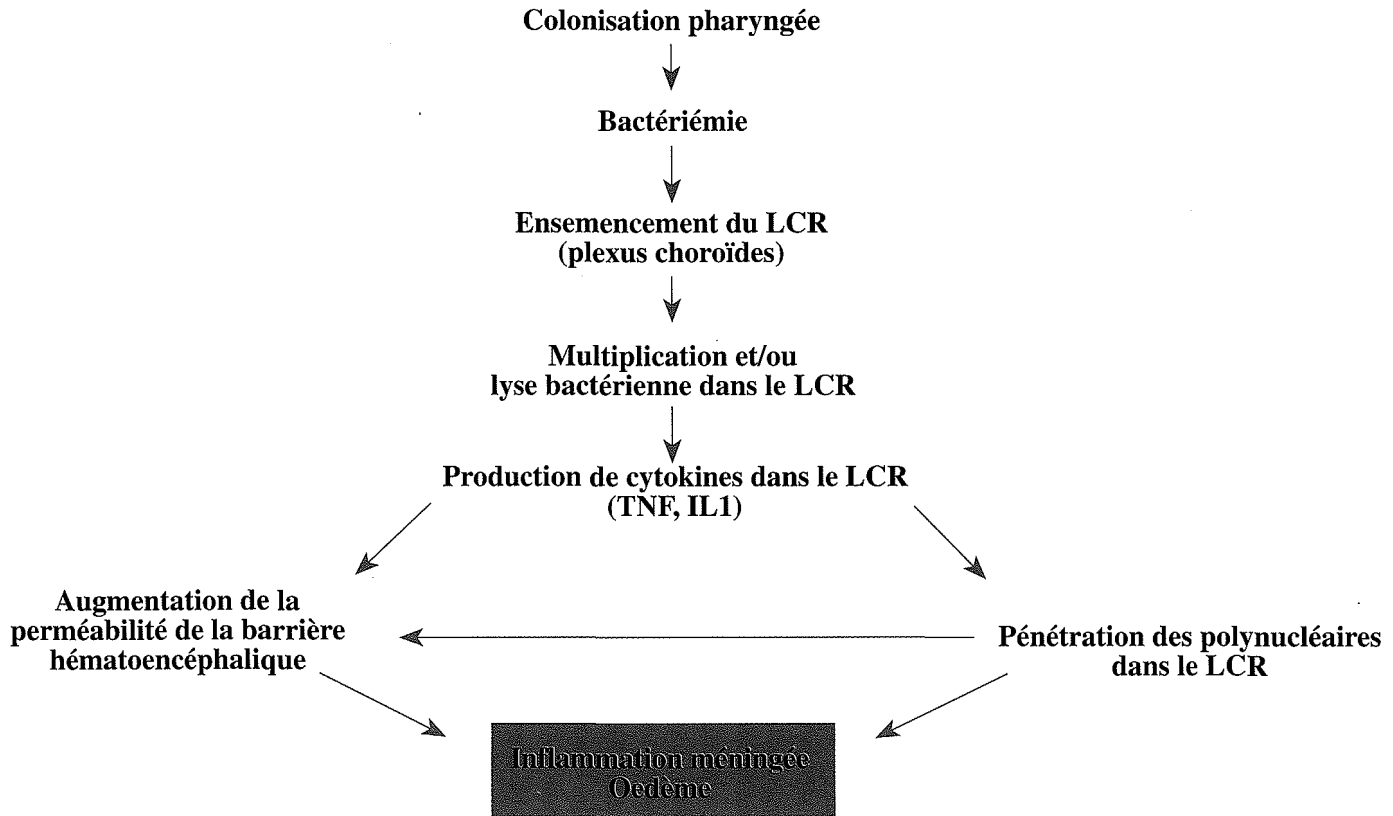 Colonisation pharyngée
Bactériémie
Ensemencement du LCR
(plexus choroïdes)
Multiplication et/ou
lyse bactérienne dans le LCR
Production de cytokines dans le LCR
(TNF, IL1)
Augmentation de la
perméabilité de la barrière
hématoencéphalique
Pénétration des polynucléaires
dans le LCR
Inflammation méningée
Oedème